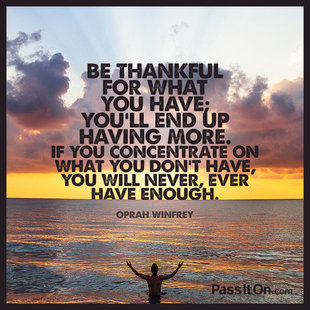 BE THANKFUL
FOR WHAT
YOU HAVE;
YOU'LL END UP
HAVING MORE.
IF YOU CONCENTRATE ON
WHAT YOU DON'T HAVE,
YOU WILL NEVER, EVER
HAVE ENOUGH.
OPRAH WINFREY
PassItOn.com